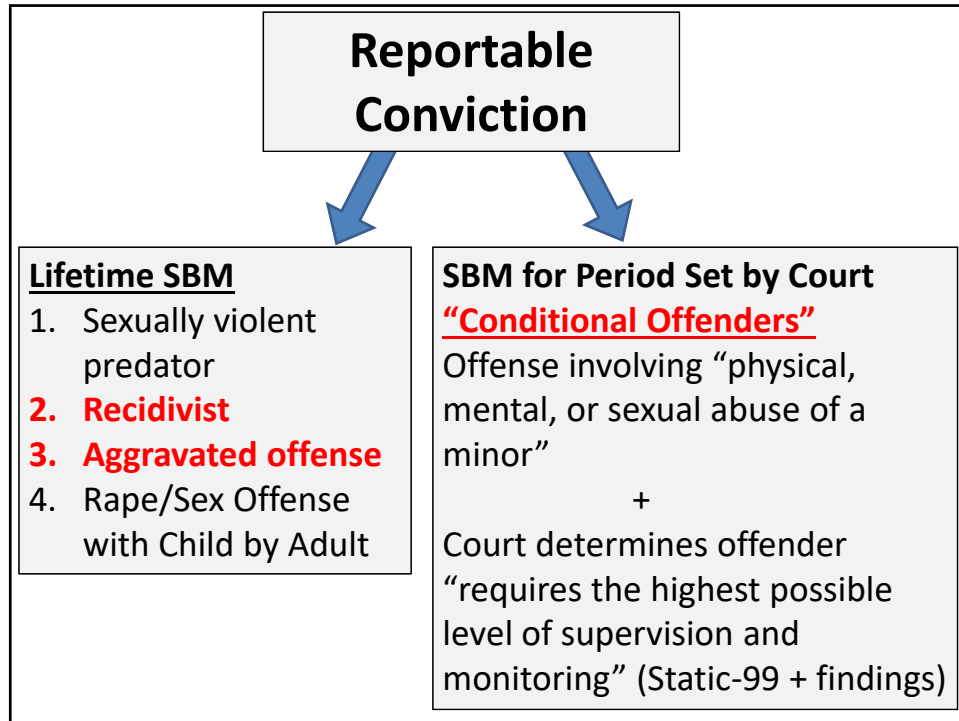 Reportable
Conviction
Lifetime SBM
1. Sexually violent
predator
2. Recidivist
3. Aggravated offense
4. Rape/Sex Offense
with Child by Adult
SBM for Period Set by Court
“Conditional Offenders”
Offense involving “physical,
mental, or sexual abuse of a
minor”
+
Court determines offender
“requires the highest possible
level of supervision and
monitoring” (Static-99 + findings)